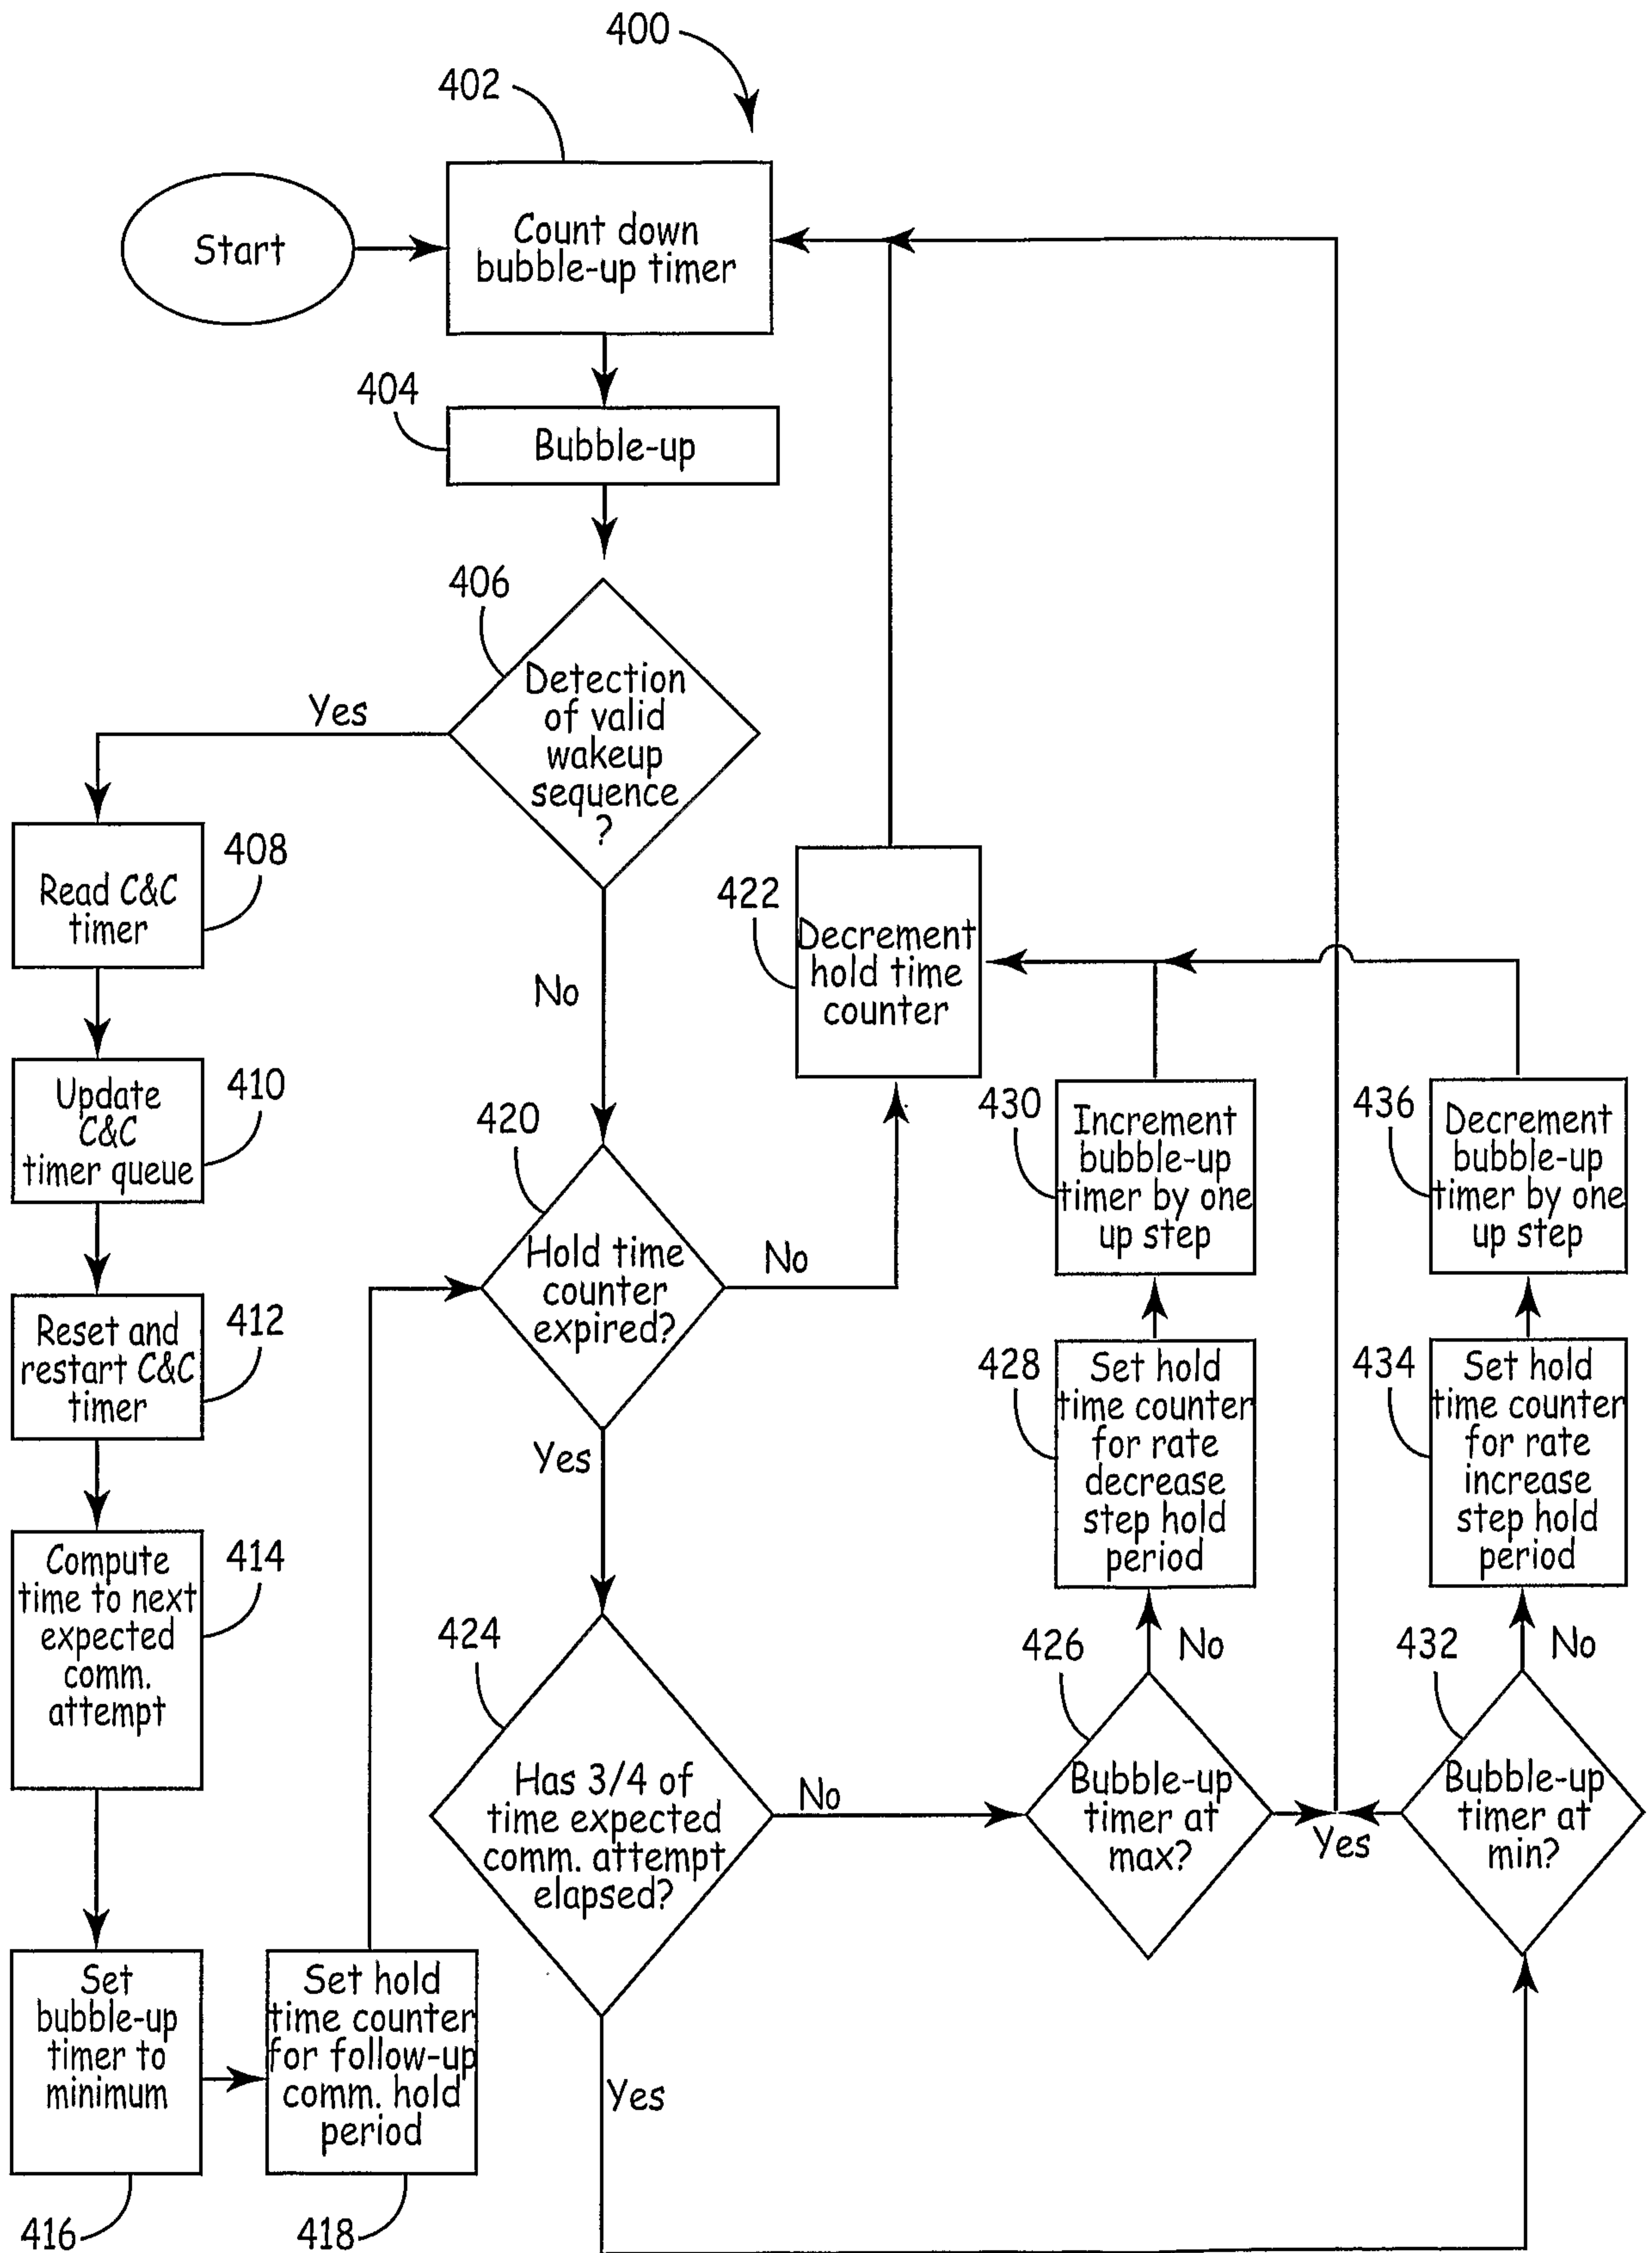 400
402
Start
Count down
bubble-up timer
404
Bubble-up
406
Detection
of valid
wakeup
sequence
?
Yes
No
408
Read C&C
timer
410
Update
C&C
timer queue
412
Reset and
restart C&C
timer
414
Compute
time to next
expected
comm.
attempt
Set
bubble-up
timer to
minimum
416
Set hold
time counter
for follow-up
comm. hold
period
418
420
Hold time
counter
expired?
No
Yes
422
Decrement
hold time
counter
424
Has 3/4 of
time expected
comm. attempt
elapsed?
No
Yes
426
Bubble-up
timer at
max?
No
Yes
428
Set hold
time counter
for rate
decrease
step hold
period
430
Increment
bubble-up
timer by one
up step
432
Bubble-up
timer at
min?
No
434
Set hold
time counter
for rate
increase
step hold
period
436
Decrement
bubble-up
timer by one
up step